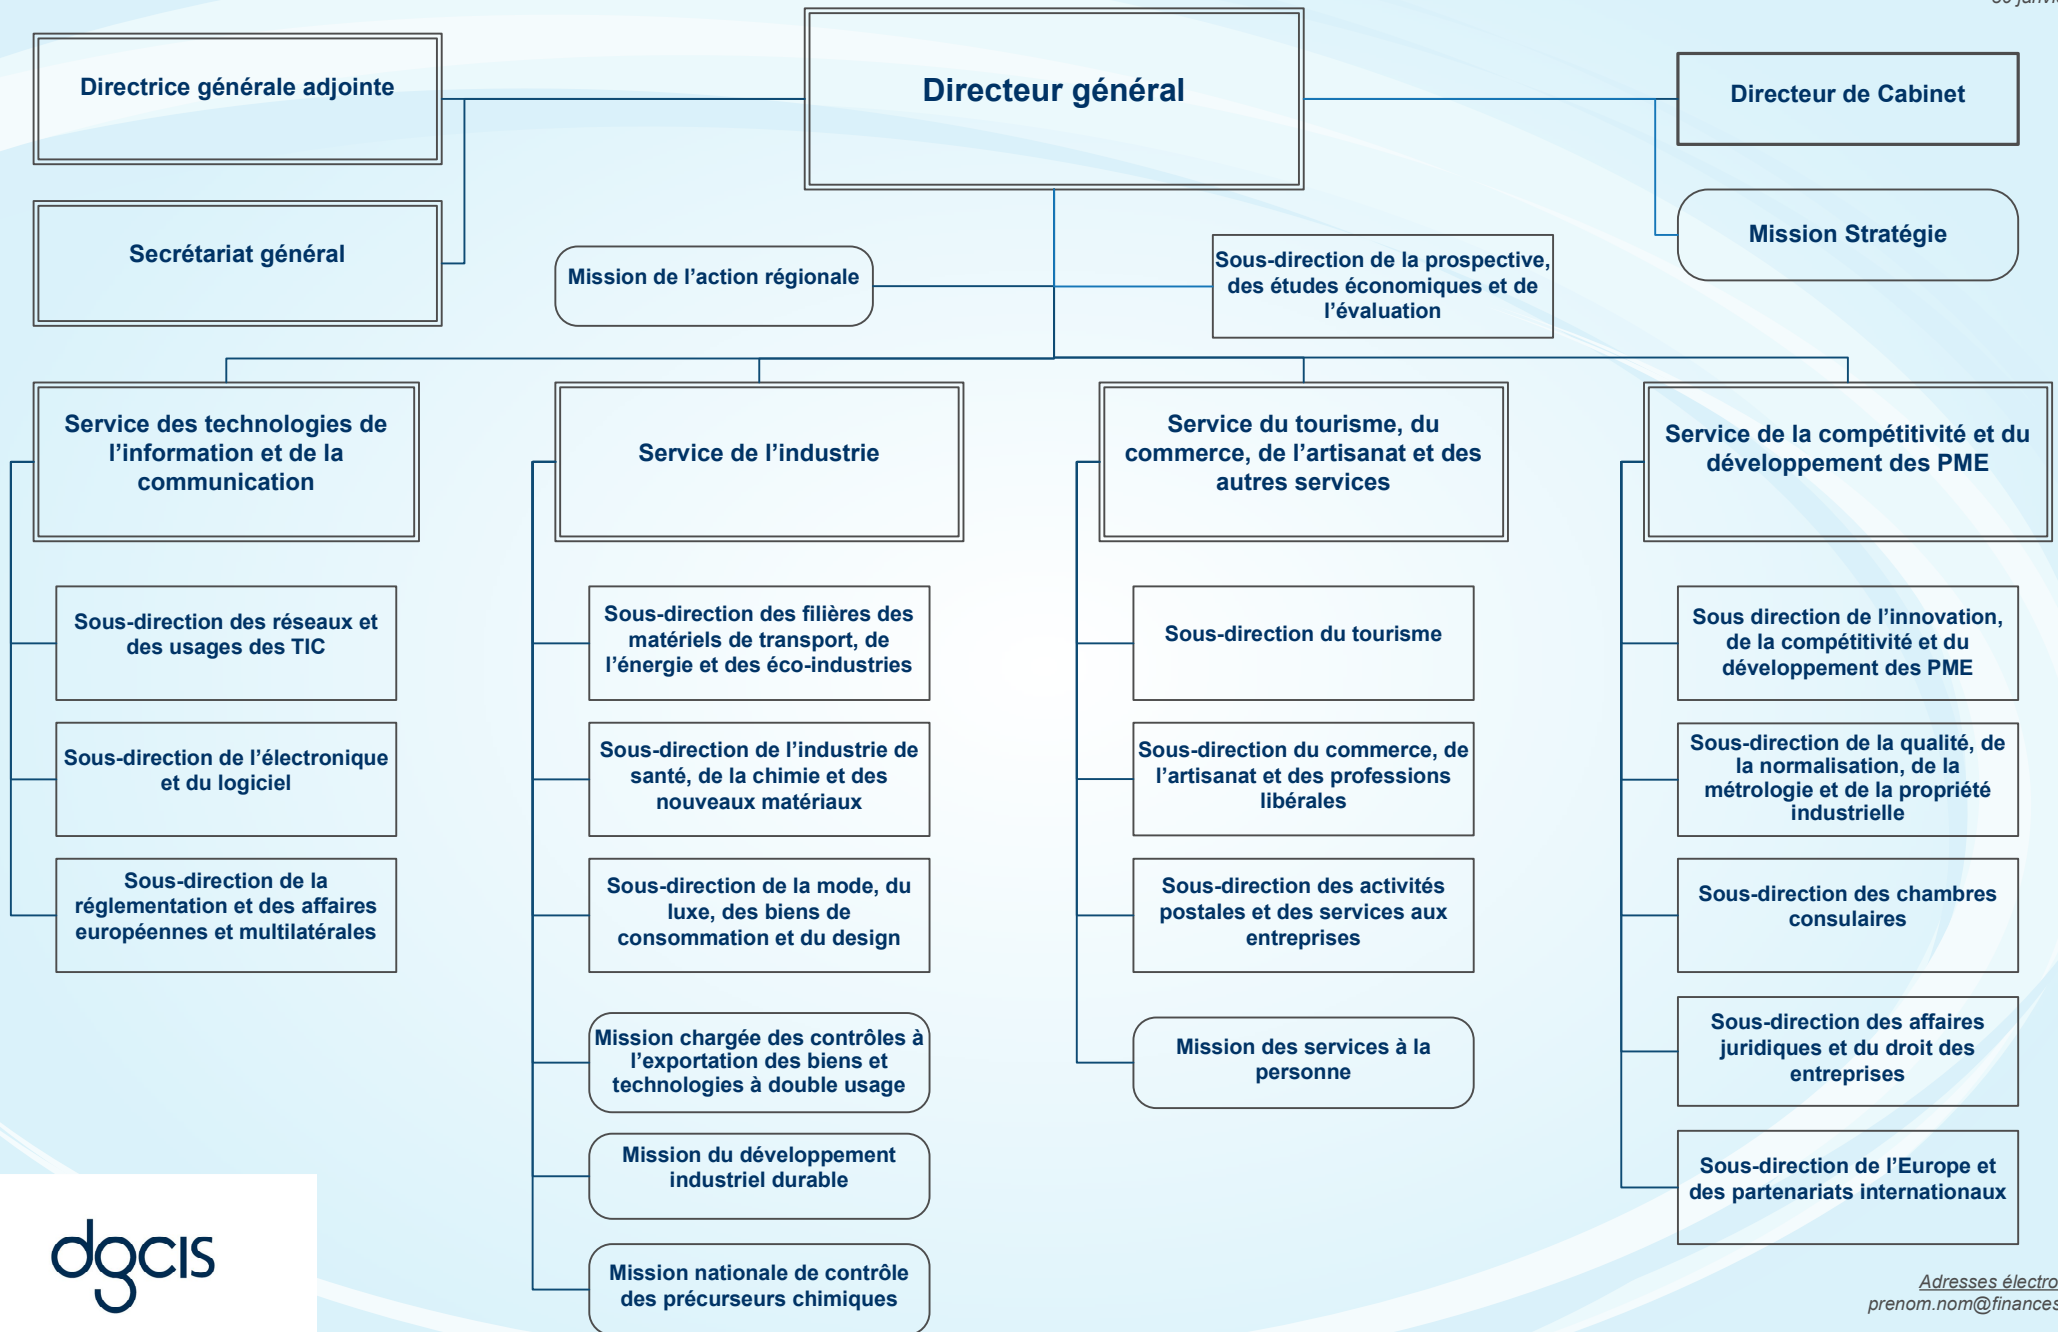 Directrice générale adjointe
Directeur général
Directeur de Cabinet
Secrétariat général
Mission Stratégie
Mission de l’action régionale
Sous-direction de la prospective,
des études économiques et de
l’évaluation
Service des technologies de
l’information et de la
communication
Sous-direction des réseaux et
des usages des TIC
Sous-direction de l’électronique
et du logiciel
Sous-direction de la
réglementation et des affaires
européennes et multilatérales
Service de l’industrie
Sous-direction des filières des
matériels de transport, de
l’énergie et des éco-industries
Sous-direction de l’industrie de
santé, de la chimie et des
nouveaux matériaux
Sous-direction de la mode, du
luxe, des biens de
consommation et du design
Mission chargée des contrôles à
l’exportation des biens et
technologies à double usage
Mission du développement
industriel durable
Mission nationale de contrôle
des précurseurs chimiques
Service du tourisme, du
commerce, de l’artisanat et des
autres services
Sous-direction du tourisme
Sous-direction du commerce, de
l’artisanat et des professions
libérales
Sous-direction des activités
postales et des services aux
entreprises
Mission des services à la
personne
Service de la compétitivité et du
développement des PME
Sous direction de l’innovation,
de la compétitivité et du
développement des PME
Sous-direction de la qualité, de
la normalisation, de la
métrologie et de la propriété
industrielle
Sous-direction des chambres
consulaires
Sous-direction des affaires
juridiques et du droit des
entreprises
Sous-direction de l’Europe et
des partenariats internationaux
dgcis
Adresses électro
prenom.nom@finances